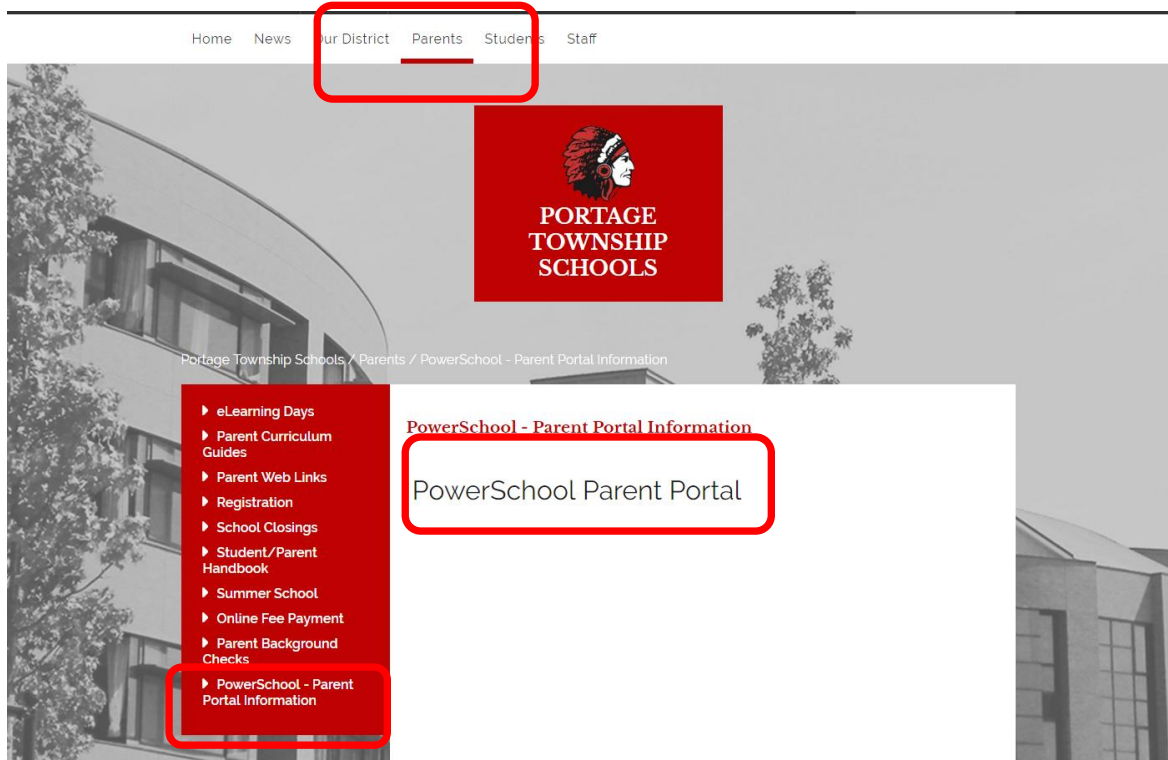 Home News Our District Parents Students Staff
PORTAGE
TOWNSHIP
SCHOOLS
Portage Township Schools / Parents / PowerSchool - Parent Portal Information
eLearning Days
Parent Curriculum
Guides
Parent Web Links
Registration
School Closings
Student/Parent
Handbook
Summer School
Online Fee Payment
Parent Background
Checks
PowerSchool - Parent
Portal Information
PowerSchool - Parent Portal Information
PowerSchool Parent Portal